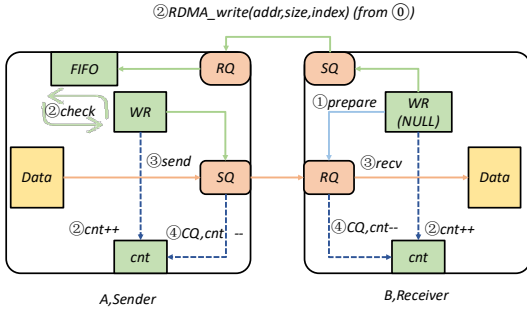 ②RDMA_write(addr,size,index) (from ⓪)
FIFO
RQ
SQ
②check
WR
①prepare
WR
(NULL)
Data
③send
SQ
RQ
③recv
Data
②cnt++
④CQ,cnt --
④CQ,cnt--
②cnt++
cnt
cnt
A,Sender
B,Receiver